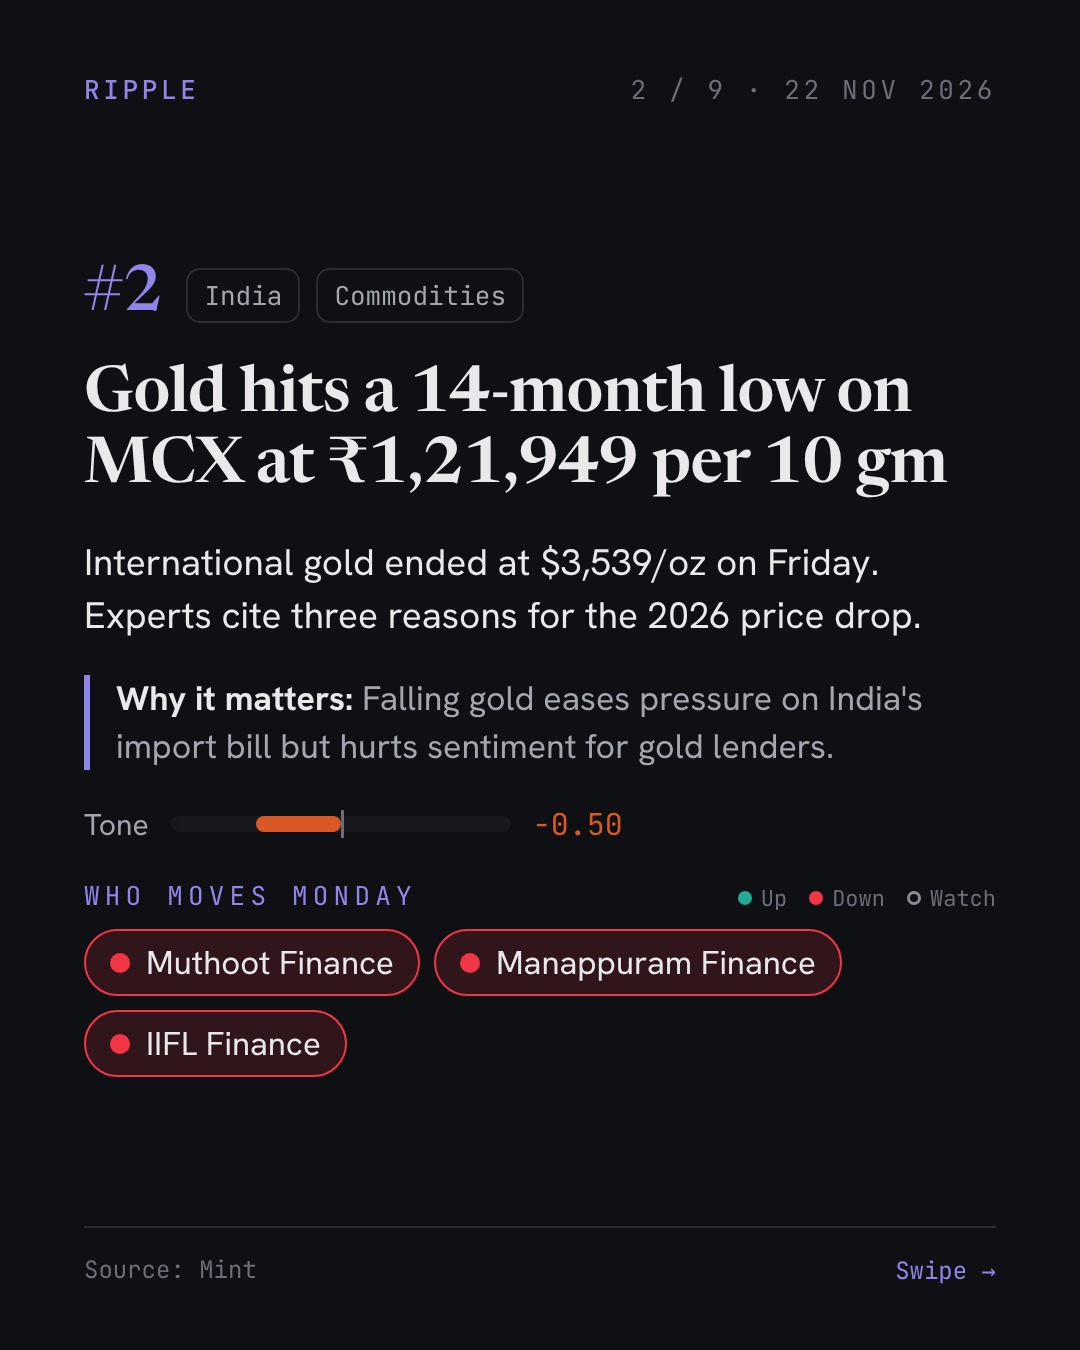 RIPPLE
2 / 9 · 22 NOV 2026
#2
India
Commodities
Gold hits a 14-month low on
MCX at ₹1,21,949 per 10 gm
International gold ended at $3,539/oz on Friday.
Experts cite three reasons for the 2026 price drop.
Why it matters: Falling gold eases pressure on India's
import bill but hurts sentiment for gold lenders.
Tone -0.50
WHO MOVES MONDAY
Up Down Watch
Muthoot Finance
Manappuram Finance
IIFL Finance
Source: Mint
Swipe →